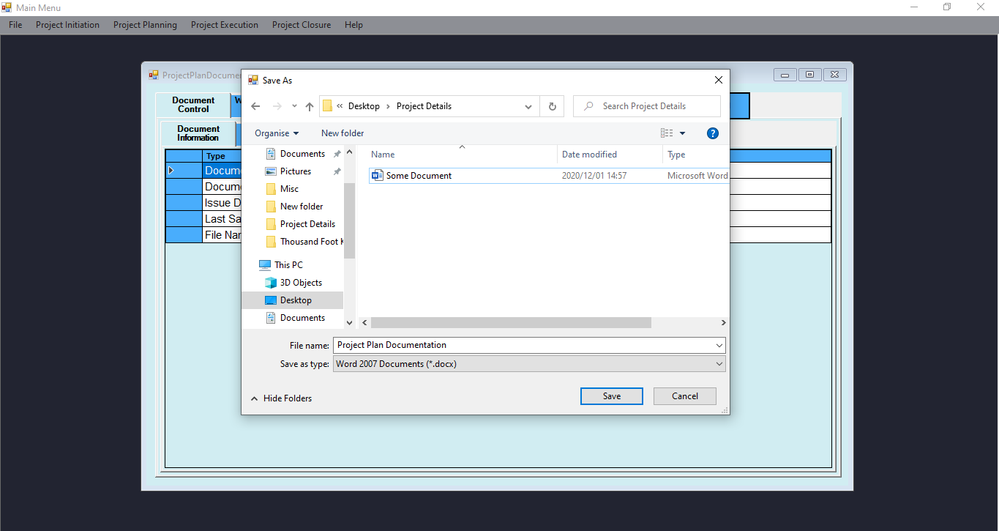 Main Menu
File Project Initiation Project Planning Project Execution Project Closure Help
ProjectPlanDocume
Save As
Document Control
W
« Desktop › Project Details
Search Project Details
Document Information
Organise New folder
Type
Docume
Docume
Issue D
Last Sa
File Nar
Documents
Pictures
Misc
New folder
Project Details
Thousand Foot K
This PC
3D Objects
Desktop
Documents
Name Date modified Type
Some Document 2020/12/01 14:57 Microsoft Word
File name: Project Plan Documentation
Save as type: Word 2007 Documents (*.docx)
Hide Folders
Save Cancel